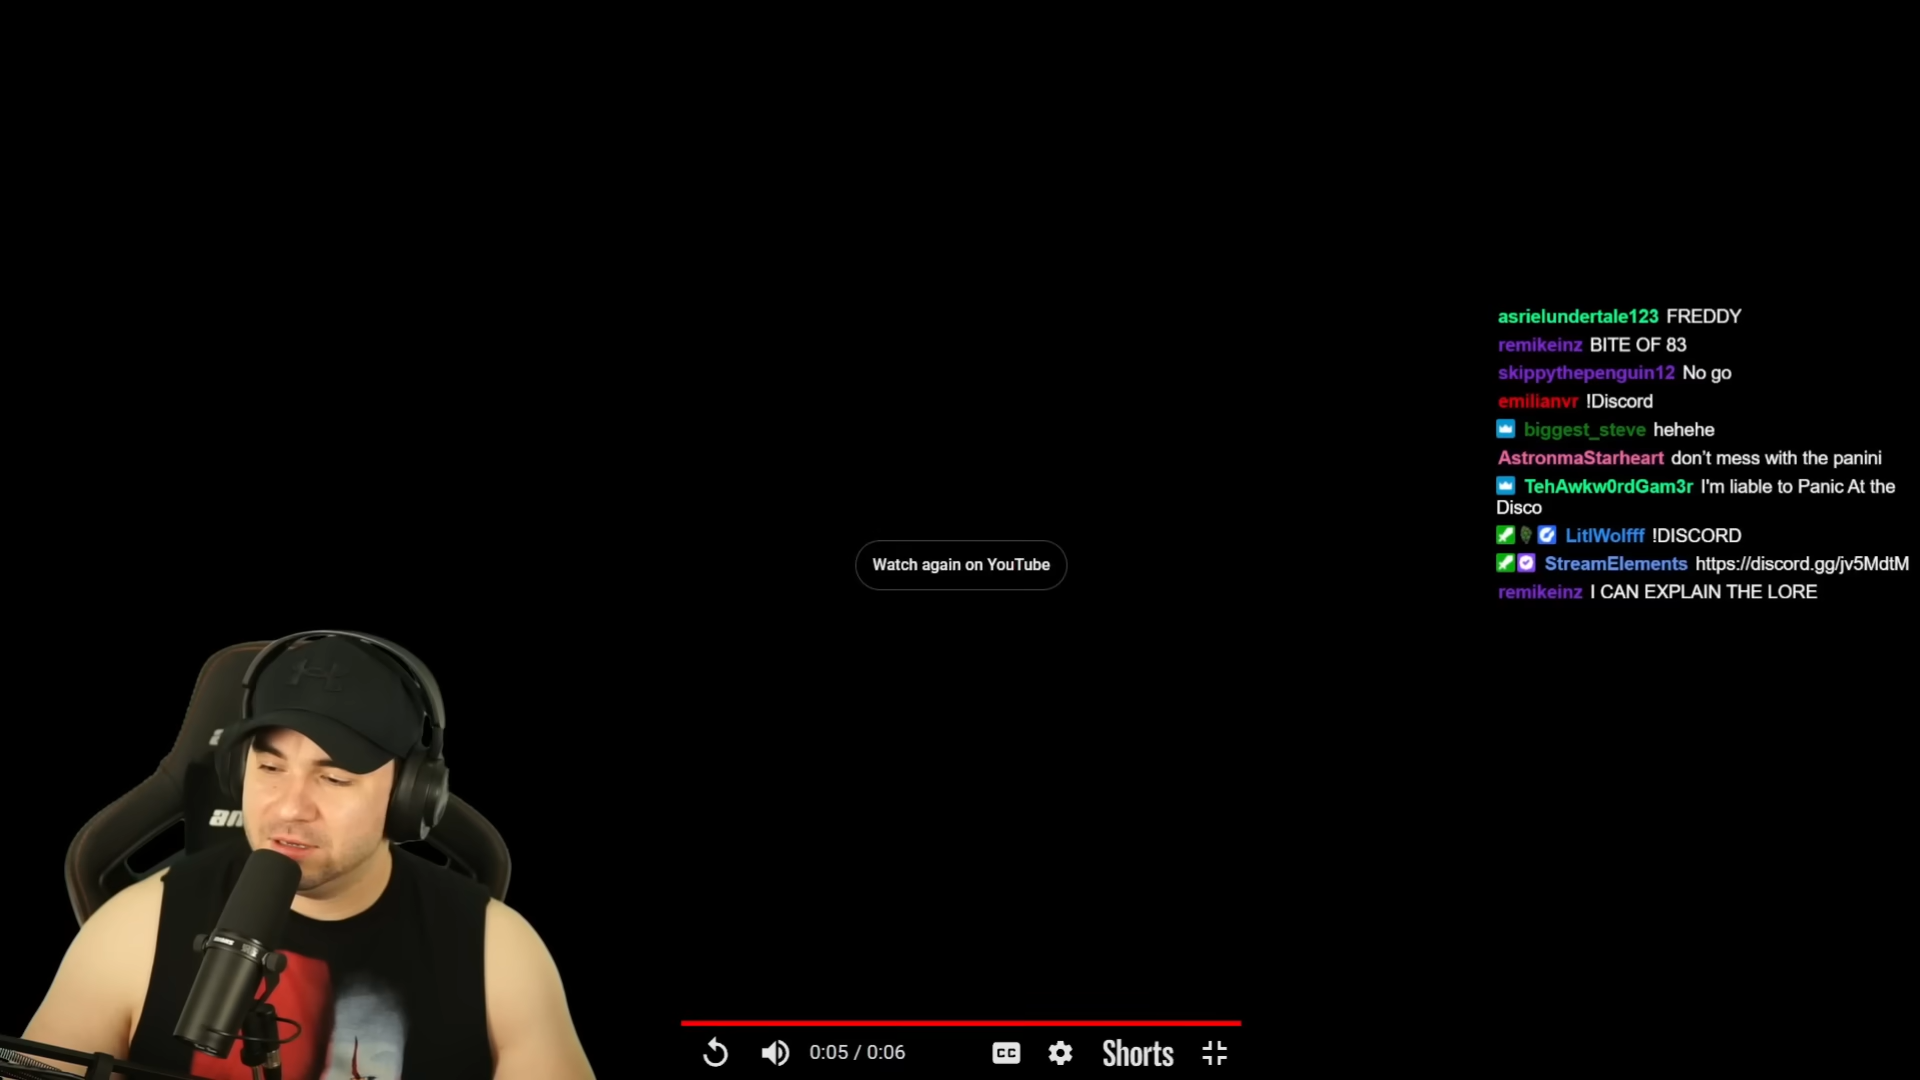 asrielundertale123 FREDDY
remikeinz BITE OF 83
skippythepenguin12 No go
emilianvr !Discord
biggest_steve hehehe
AstronmaStarheart don't mess with the panini
TehAwkw0rdGam3r I'm liable to Panic At the
Disco
LitlWolfff !DISCORD
StreamElements https://discord.gg/jv5MdtM
remikeinz I CAN EXPLAIN THE LORE
Watch again on YouTube
an
0:05 / 0:06
CC
Shorts